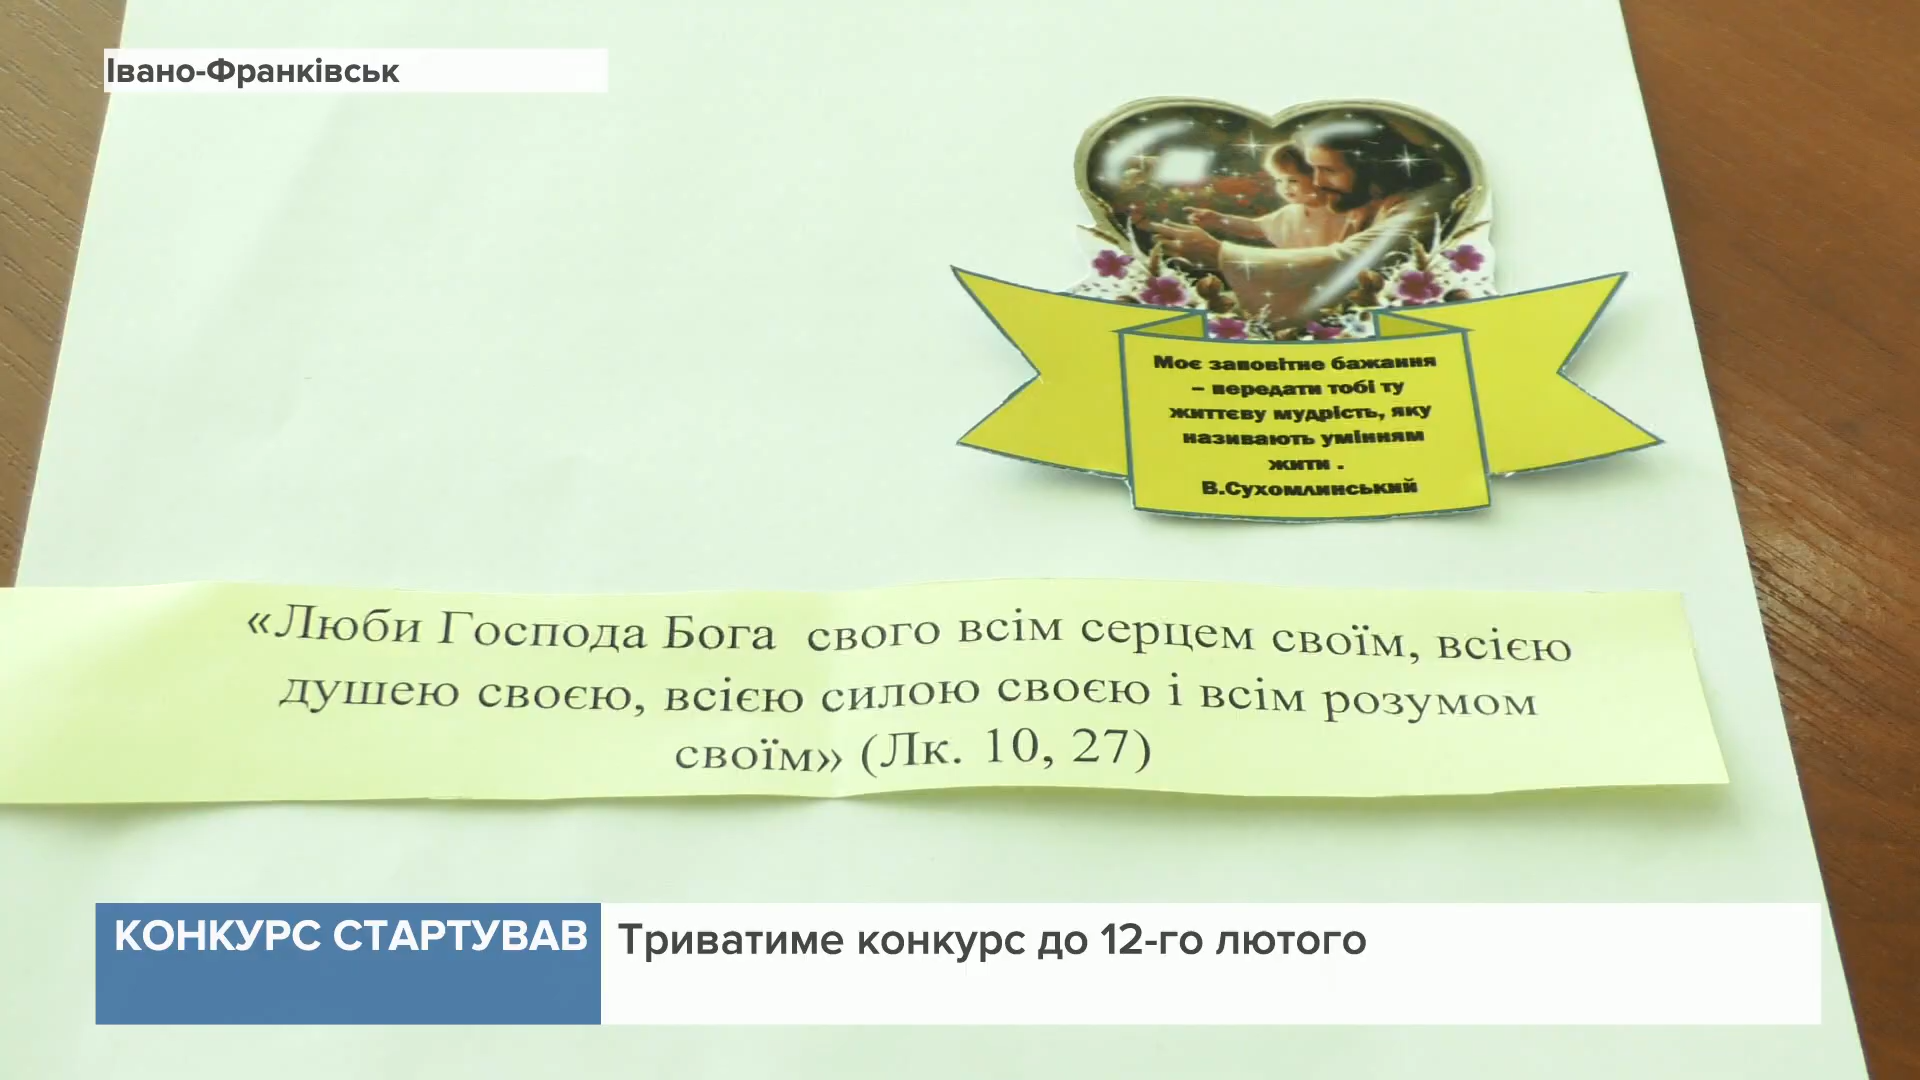 Івано-Франківськ
Моє заповітне бажання
– передати тобі ту
життєву мудрість, яку
називають умінням
жити .
В.Сухомлинський
«Люби Господа Бога свого всім серцем своїм, всією
душею своєю, всією силою своєю і всім розумом
своїм» (Лк. 10, 27)
КОНКУРС СТАРТУВАВ
Триватиме конкурс до 12-го лютого